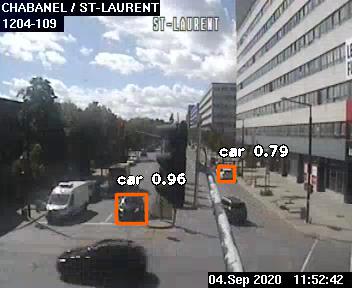 CHABANEL / ST-LAURENT
1204-109
ST-LAURENT
car 0.79
car 0.96
04.Sep 2020 11:52:42